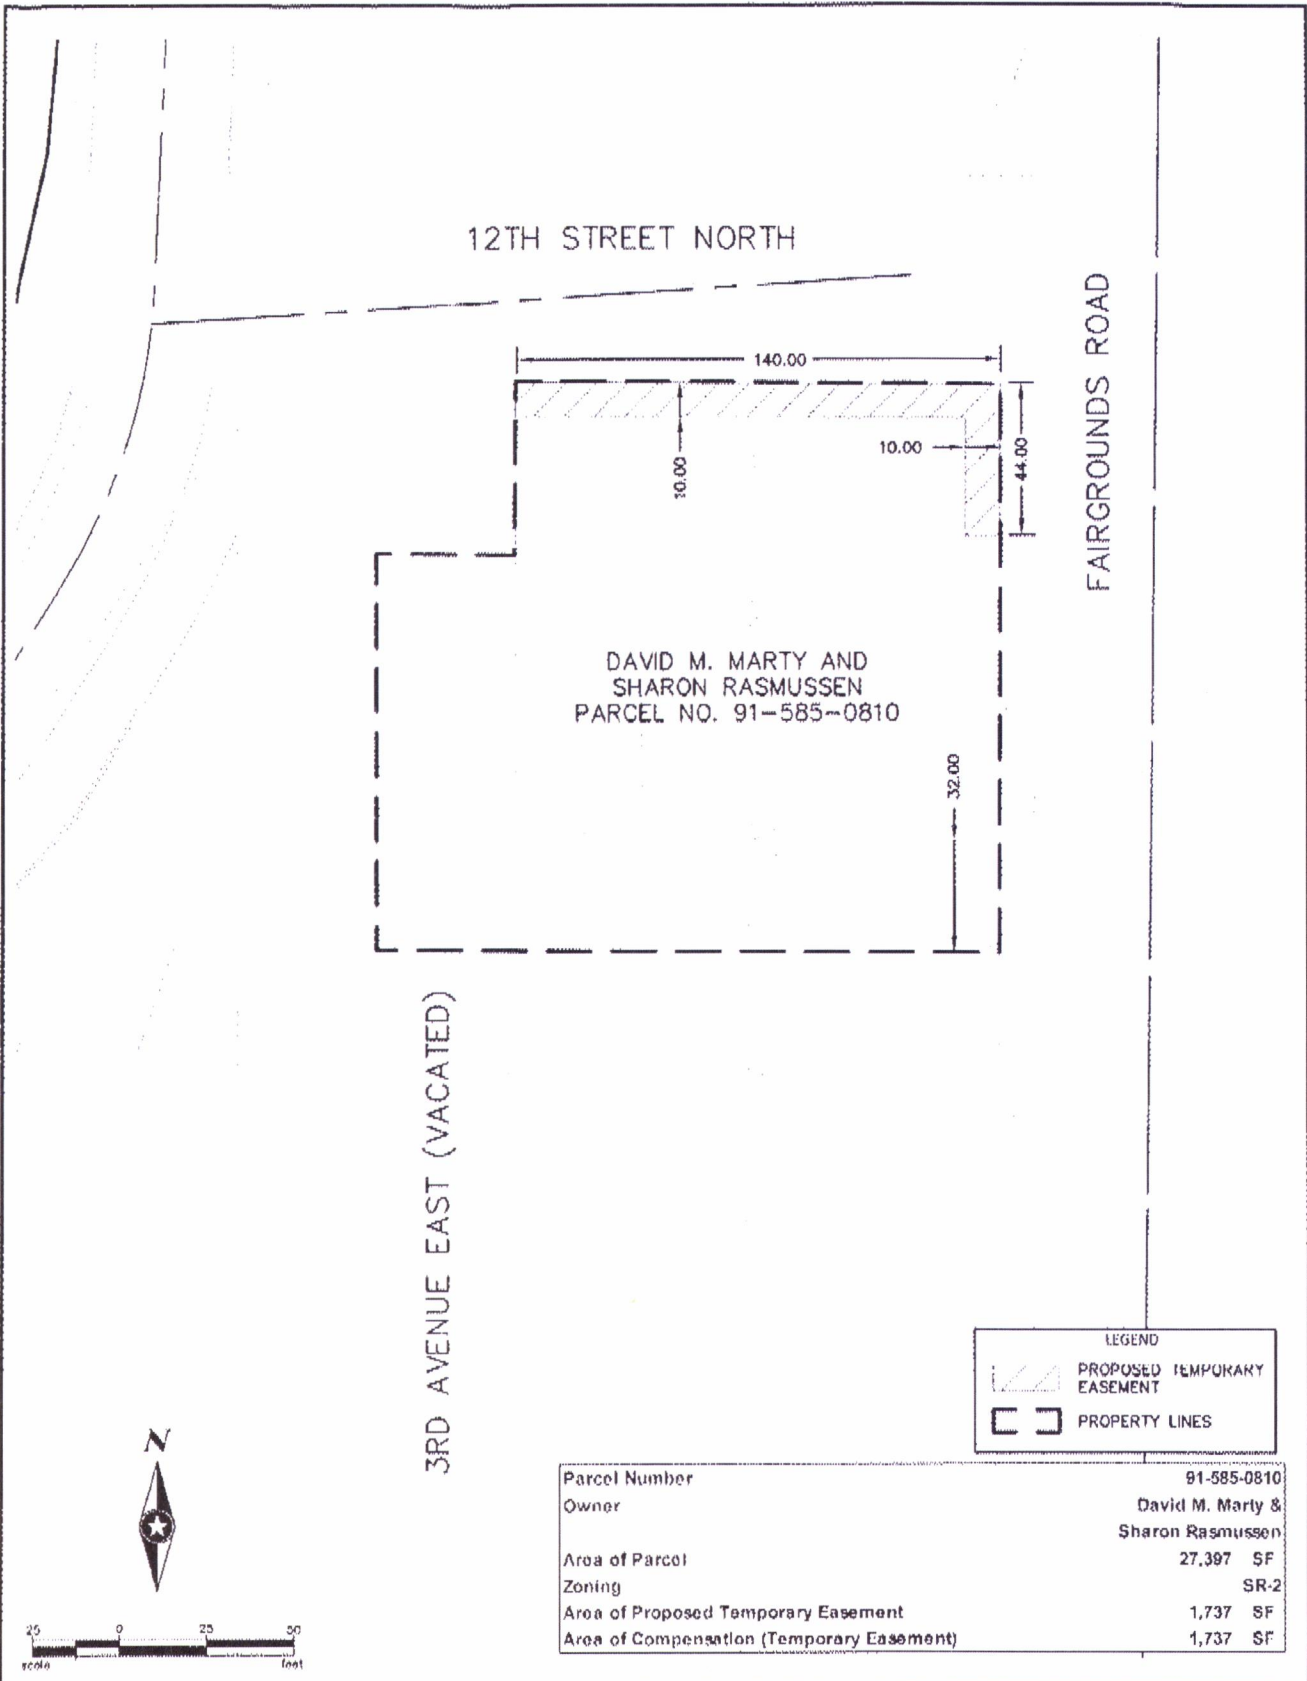 12TH STREET NORTH
FAIRGROUNDS ROAD
140.00
10.00
10.00
44.00
DAVID M. MARTY AND
SHARON RASMUSSEN
PARCEL NO. 91-585-0810
32.00
3RD AVENUE EAST (VACATED)
LEGEND
PROPOSED TEMPORARY
EASEMENT
PROPERTY LINES
N
Parcel Number 91-585-0810
Owner David M. Marty &
Sharon Rasmussen
Area of Parcel 27,397 SF
Zoning SR-2
Area of Proposed Temporary Easement 1,737 SF
Area of Compensation (Temporary Easement) 1,737 SF
25 0 25 50
scale feet